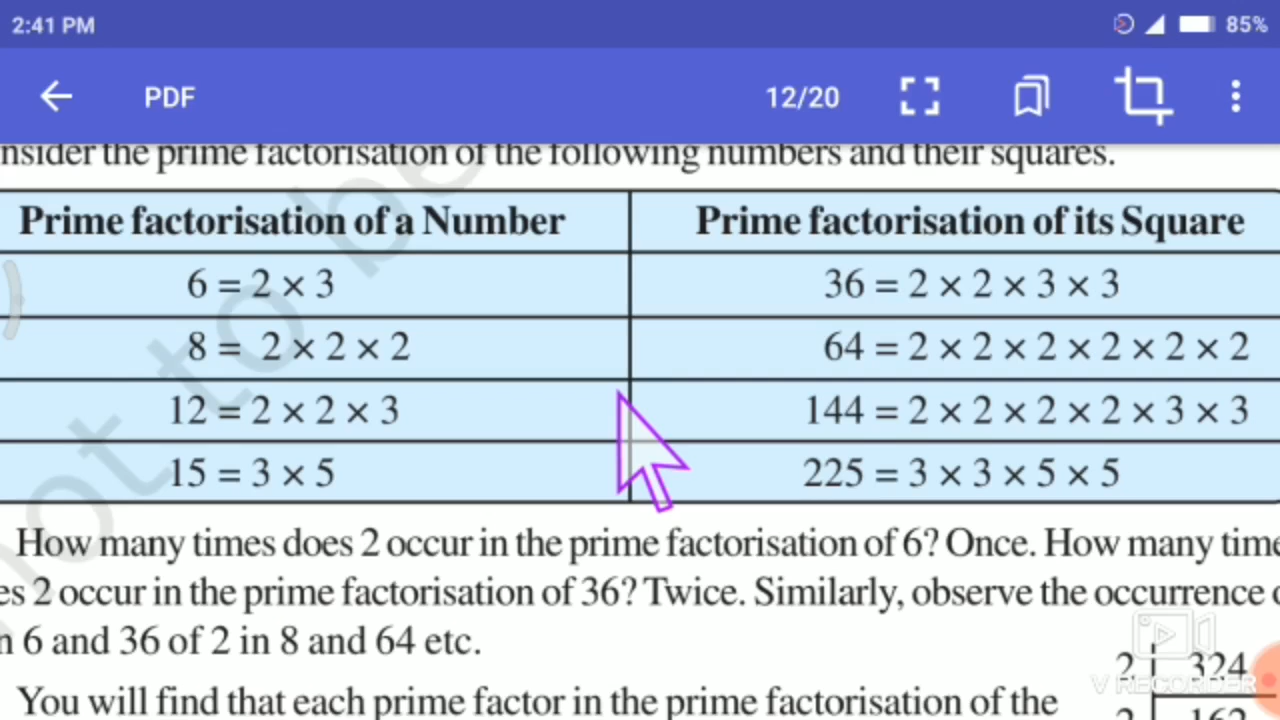 2:41 PM
85%
PDF
12/20
nsider the prime factorisation of the following numbers and their squares.
Prime factorisation of a Number
Prime factorisation of its Square
6 = 2 × 3
36 = 2 × 2 × 3 × 3
8 = 2 × 2 × 2
64 = 2 × 2 × 2 × 2 × 2 × 2
12 = 2 × 2 × 3
144 = 2 × 2 × 2 × 2 × 3 × 3
15 = 3 × 5
225 = 3 × 3 × 5 × 5
How many times does 2 occur in the prime factorisation of 6? Once. How many time
es 2 occur in the prime factorisation of 36? Twice. Similarly, observe the occurrence
n 6 and 36 of 2 in 8 and 64 etc.
You will find that each prime factor in the prime factorisation of the
2 324
2 162
not to be
V RECORDER